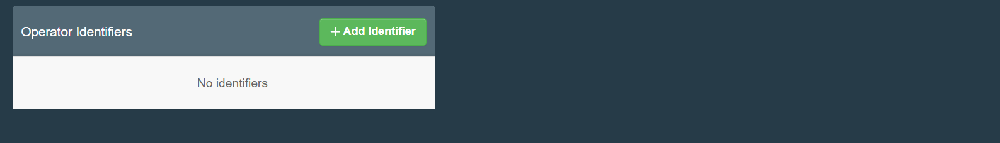 Operator Identifiers
Add Identifier
No identifiers